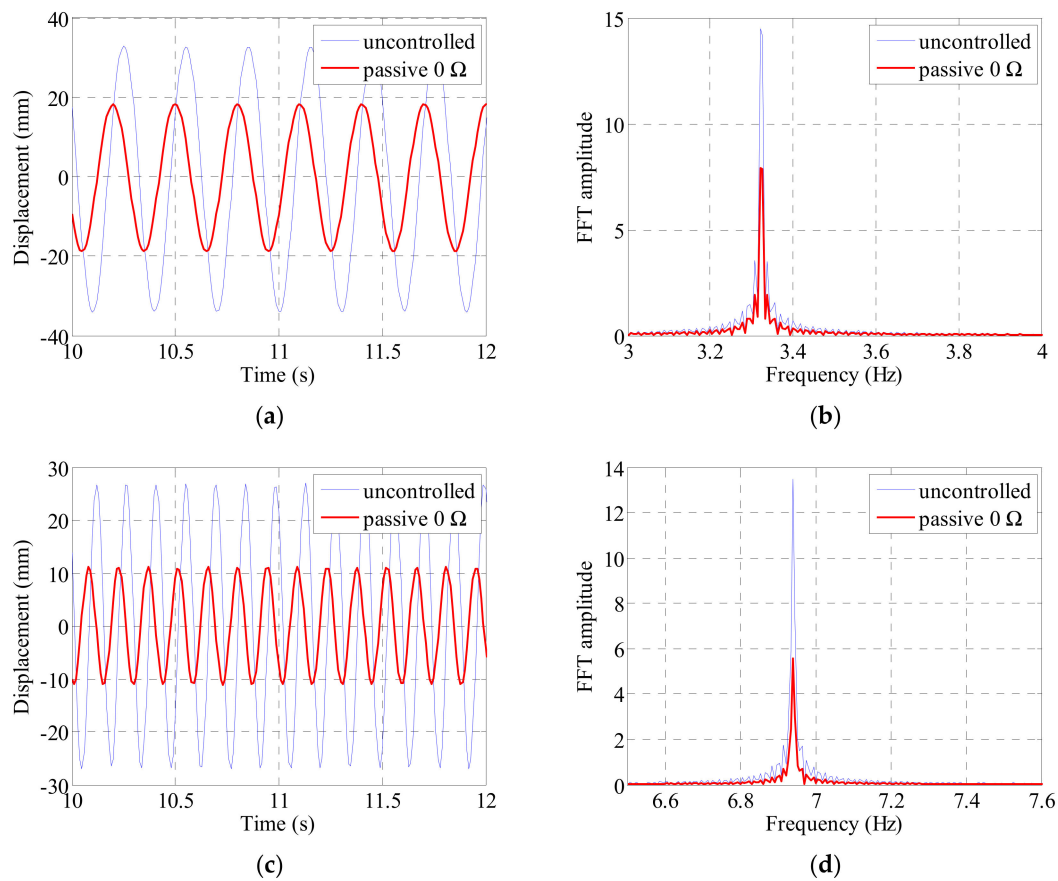 40
20
0
-20
-40
Displacement (mm)
uncontrolled
passive 0 Ω
10
10.5
11
11.5
12
Time (s)
(a)
15
10
5
0
FFT amplitude
uncontrolled
passive 0 Ω
3
3.2
3.4
3.6
3.8
4
Frequency (Hz)
(b)
30
20
10
0
-10
-20
-30
Displacement (mm)
uncontrolled
passive 0 Ω
10
10.5
11
11.5
12
Time (s)
(c)
14
12
10
8
6
4
2
0
FFT amplitude
uncontrolled
passive 0 Ω
6.6
6.8
7
7.2
7.4
7.6
Frequency (Hz)
(d)